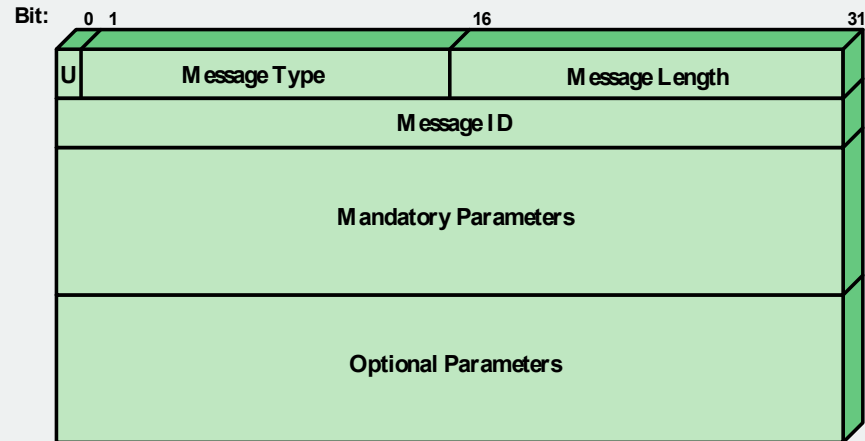 Bit: 0 1 16 31
U Message Type Message Length
Message ID
Mandatory Parameters
Optional Parameters